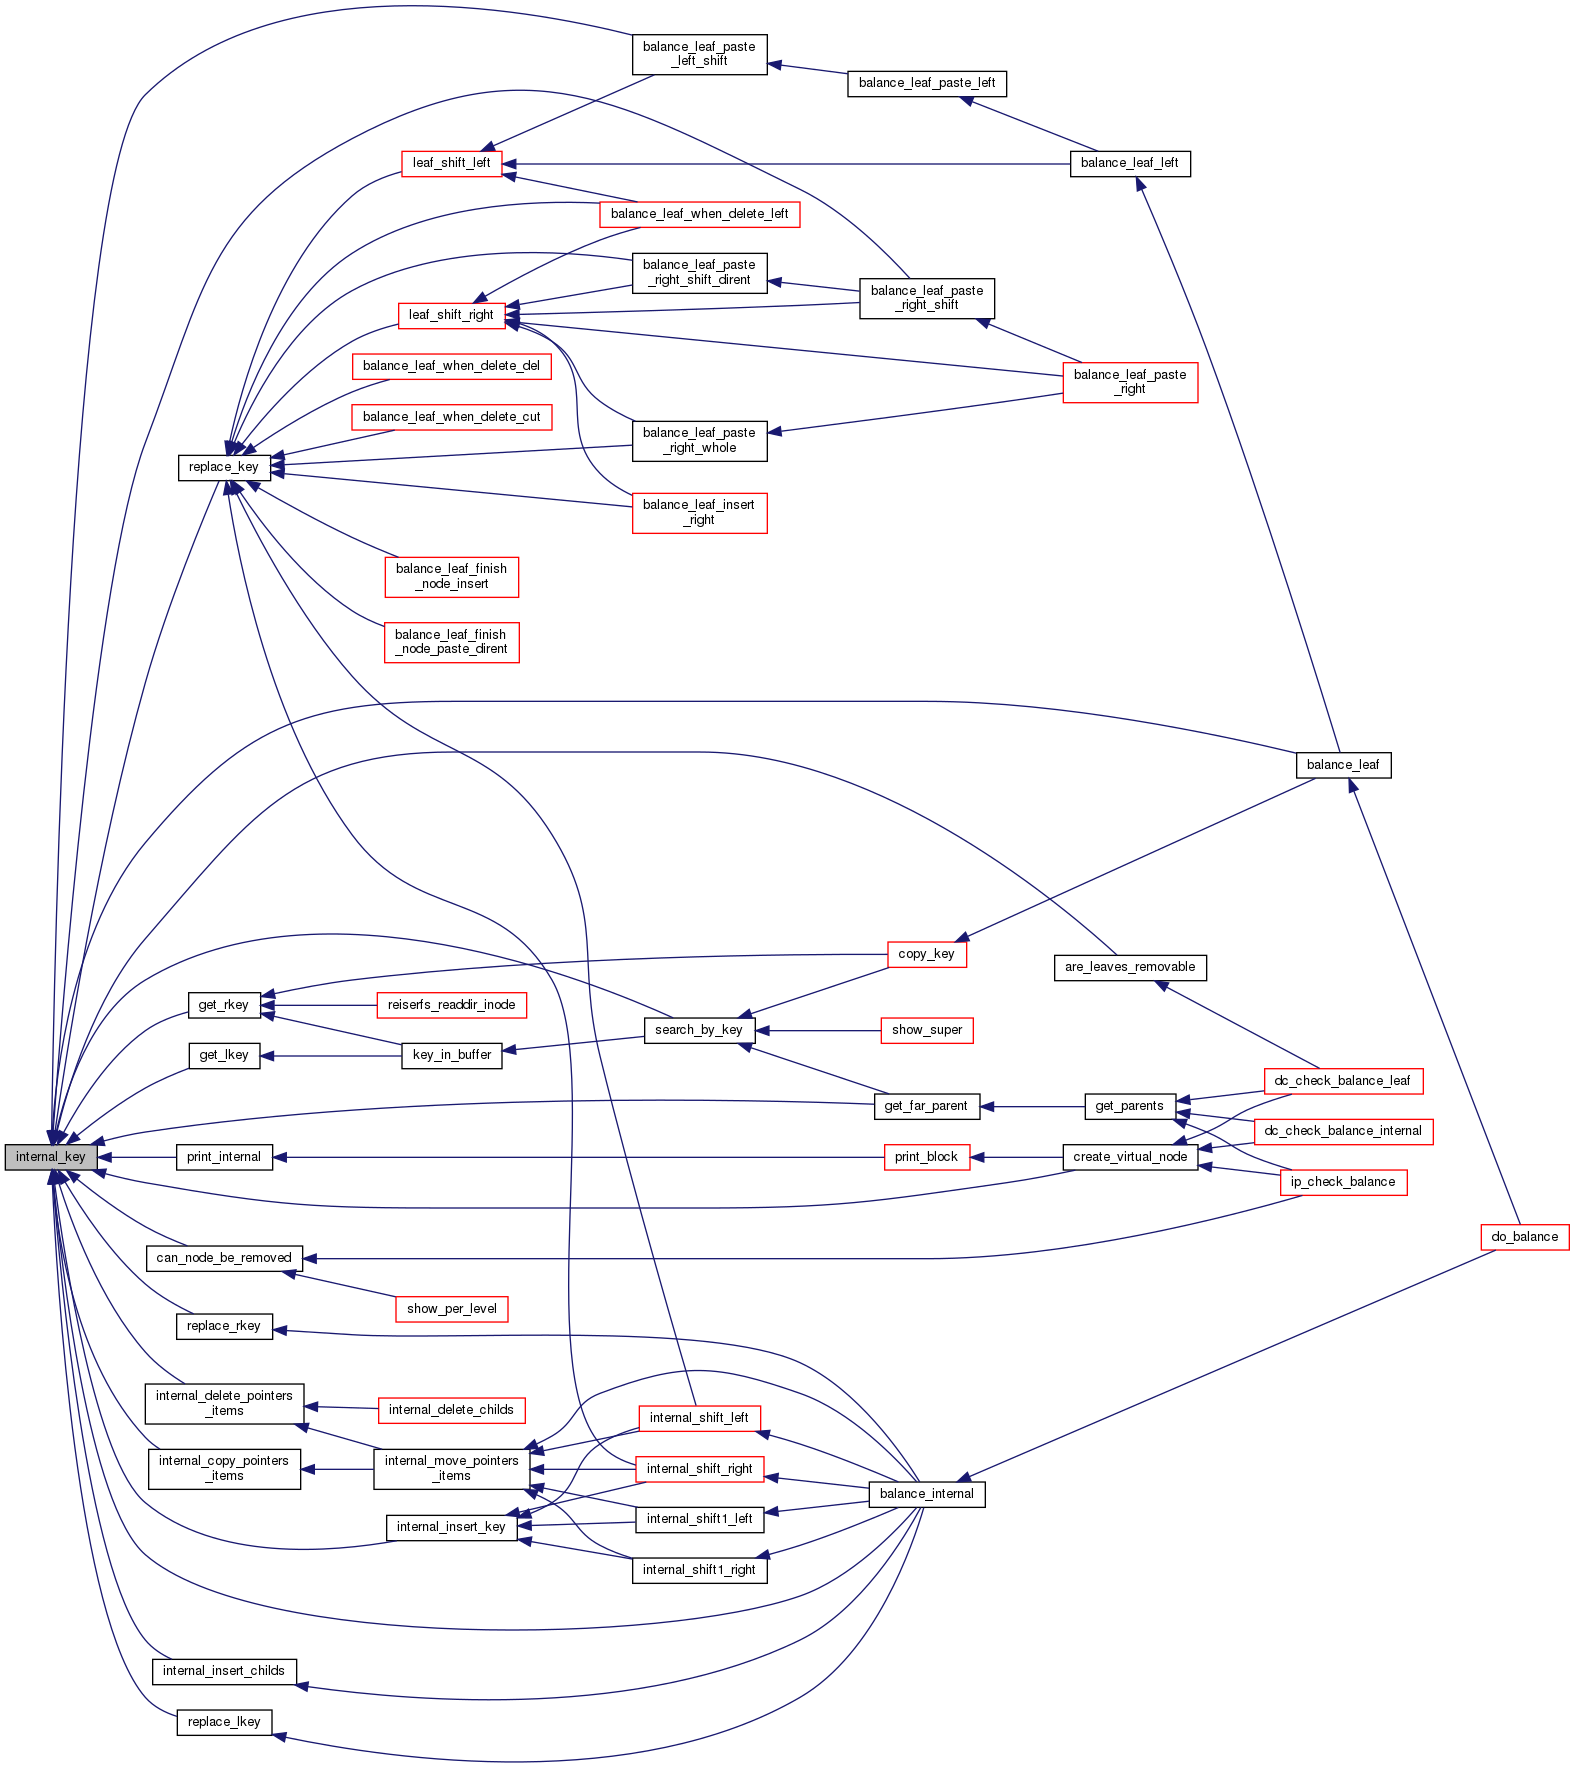 balance_leaf_paste
_left_shift
balance_leaf_paste_left
leaf_shift_left
balance_leaf_left
balance_leaf_when_delete_left
balance_leaf_paste
_right_shift_dirent
balance_leaf_paste
_right_shift
leaf_shift_right
balance_leaf_when_delete_del
balance_leaf_paste
_right
balance_leaf_when_delete_cut
balance_leaf_paste
_right_whole
replace_key
balance_leaf_insert
_right
balance_leaf_finish
_node_insert
balance_leaf_finish
_node_paste_dirent
balance_leaf
copy_key
are_leaves_removable
get_rkey
reiserfs_readdir_inode
search_by_key
show_super
get_lkey
key_in_buffer
dc_check_balance_leaf
get_far_parent
get_parents
dc_check_balance_internal
internal_key
print_internal
print_block
create_virtual_node
ip_check_balance
do_balance
can_node_be_removed
show_per_level
replace_rkey
internal_delete_pointers
_items
internal_delete_childs
internal_shift_left
internal_copy_pointers
_items
internal_move_pointers
_items
internal_shift_right
balance_internal
internal_insert_key
internal_shift1_left
internal_shift1_right
internal_insert_childs
replace_lkey